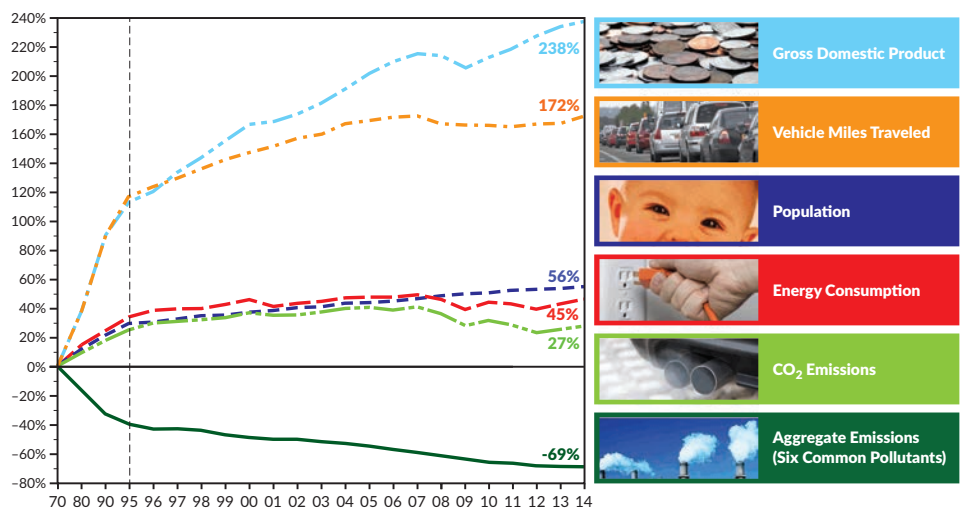 240%
220%
200%
180%
160%
140%
120%
100%
80%
60%
40%
20%
0%
−20%
−40%
−60%
−80%
70 80 90 95 96 97 98 99 00 01 02 03 04 05 06 07 08 09 10 11 12 13 14
238%
172%
56%
45%
27%
-69%
Gross Domestic Product
Vehicle Miles Traveled
Population
Energy Consumption
CO₂ Emissions
Aggregate Emissions
(Six Common Pollutants)